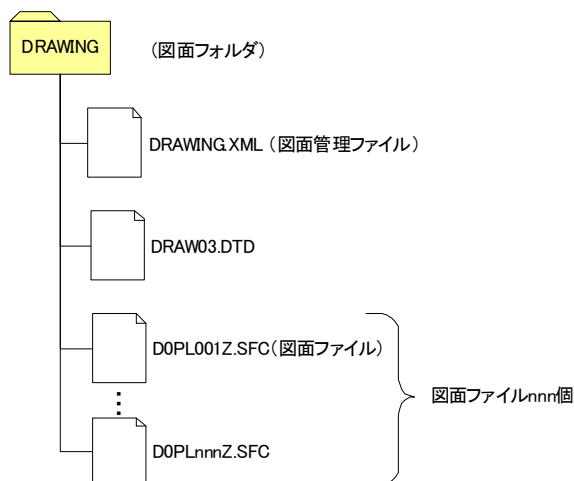 DRAWING
(図面フォルダ)
DRAWING.XML (図面管理ファイル)
DRAW03.DTD
D0PL001Z.SFC(図面ファイル)
図面ファイルnnn個
D0PLnnnZ.SFC